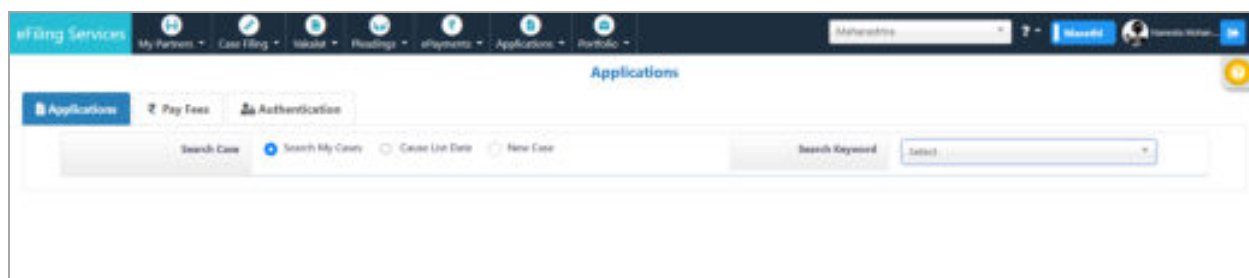 eFiling Services My Partners Case Filing Vakalat Pleadings ePayments Applications Portfolio Maharashtra ? Marathi
Applications
Applications ₹ Pay Fees Authentication
Search Case Search My Cases Cause List Date New Case Search Keyword Select